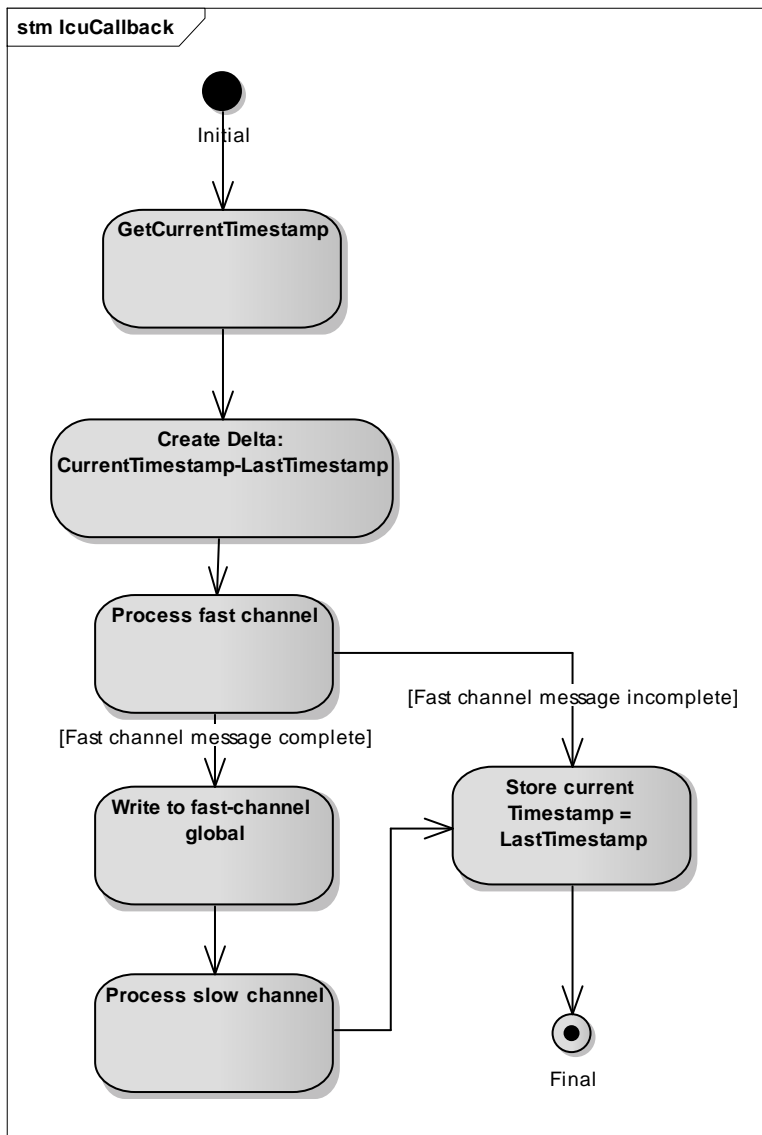 stm IcuCallback
Initial
GetCurrentTimestamp
Create Delta:
CurrentTimestamp-LastTimestamp
Process fast channel
[Fast channel message incomplete]
[Fast channel message complete]
Write to fast-channel
global
Store current
Timestamp =
LastTimestamp
Process slow channel
Final